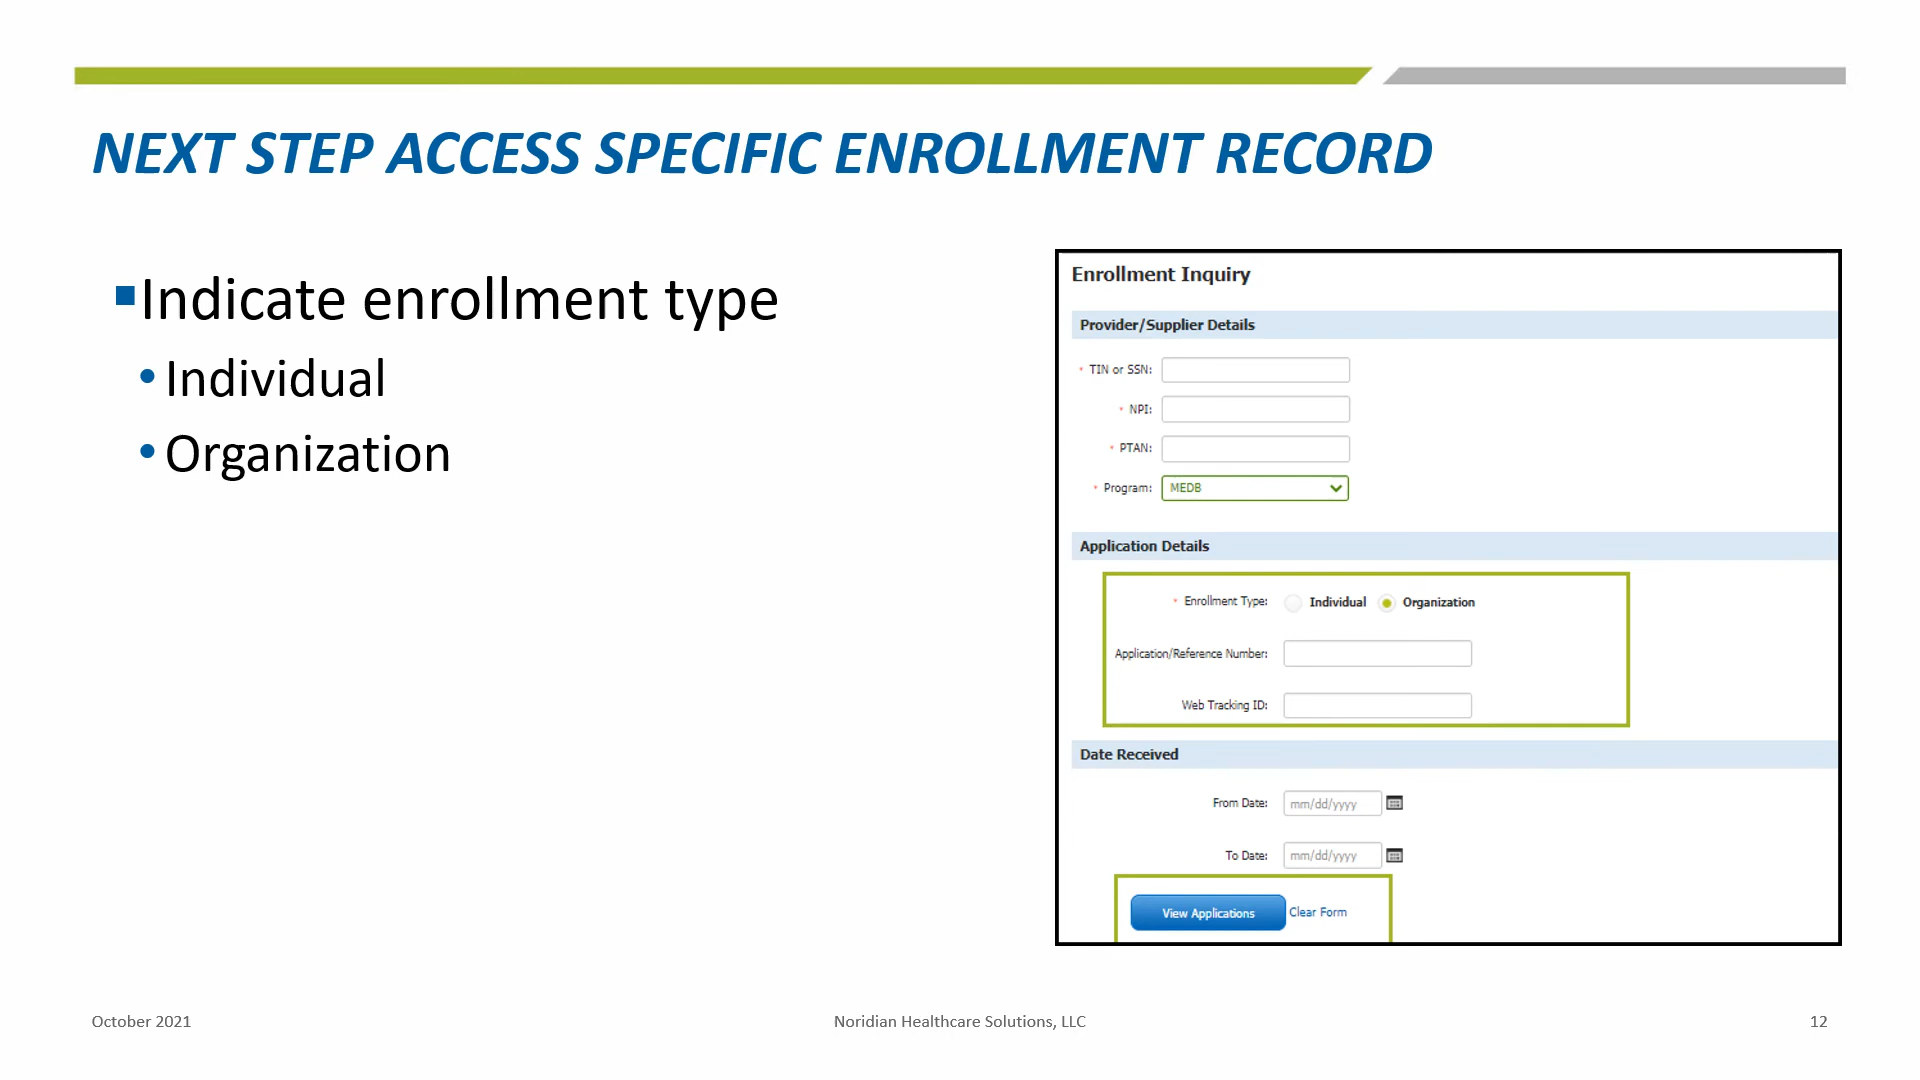 NEXT STEP ACCESS SPECIFIC ENROLLMENT RECORD
▪Indicate enrollment type
• Individual
• Organization
Enrollment Inquiry
Provider/Supplier Details
* TIN or SSN:
* NPI:
* PTAN:
* Program: MEDB
Application Details
* Enrollment Type: Individual Organization
Application/Reference Number:
Web Tracking ID:
Date Received
From Date: mm/dd/yyyy
To Date: mm/dd/yyyy
View Applications Clear Form
October 2021 Noridian Healthcare Solutions, LLC 12